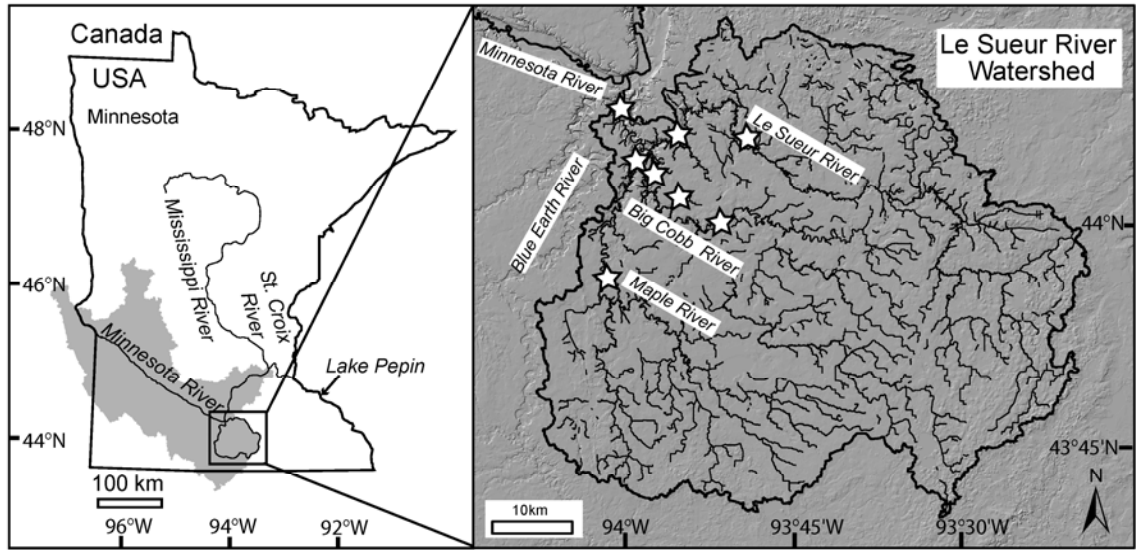 Canada
USA
Minnesota
48°N
46°N
44°N
Mississippi
River
St. Croix
River
Minnesota River
Lake Pepin
100 km
96°W
94°W
92°W
Le Sueur River
Watershed
Minnesota River
Le Sueur River
Blue Earth River
Big Cobb River
Maple River
44°N
43°45'N
N
10km
94°W
93°45'W
93°30'W